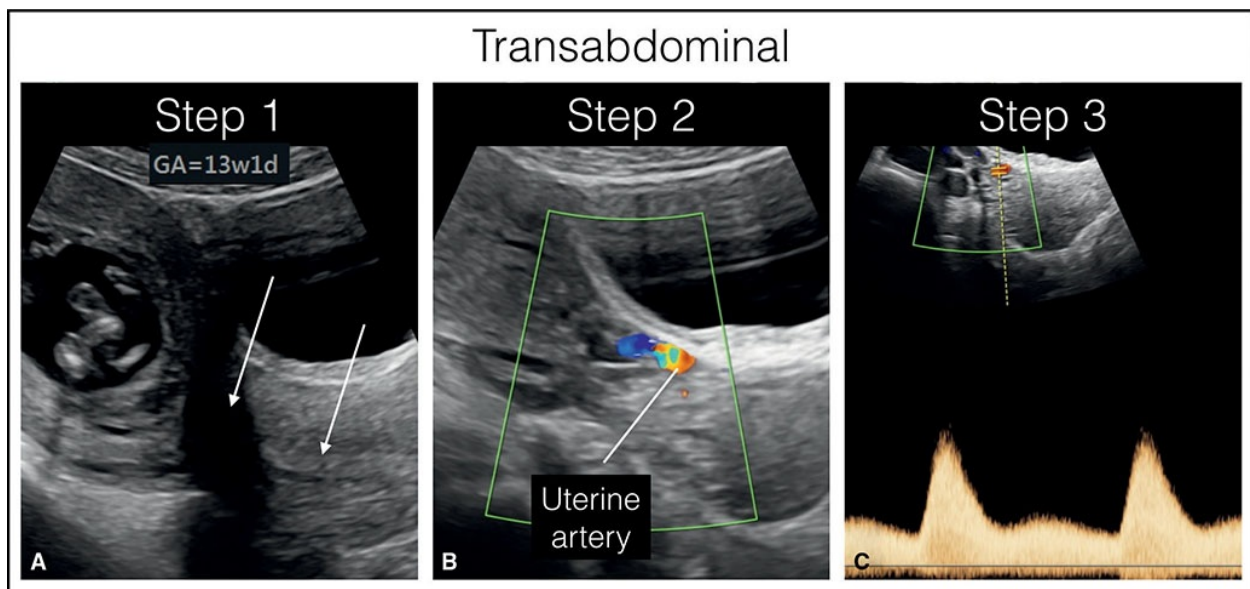 Transabdominal
Step 1
GA=13w1d
A
Step 2
Uterine
artery
B
Step 3
C